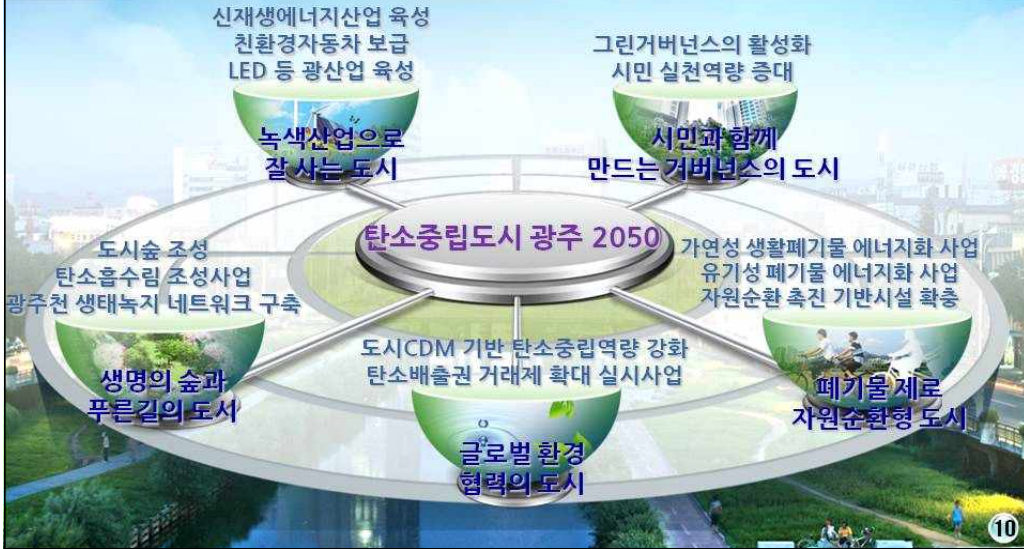 신재생에너지산업 육성
친환경자동차 보급
LED 등 광산업 육성
녹색산업으로
잘 사는 도시
그린거버넌스의 활성화
시민 실천역량 증대
시민과 함께
만드는 거버넌스의 도시
탄소중립도시 광주 2050
도시숲 조성
탄소흡수림 조성사업
광주천 생태녹지 네트워크 구축
생명의 숲과
푸른길의 도시
도시CDM 기반 탄소중립역량 강화
탄소배출권 거래제 확대 실시사업
글로벌 환경
협력의 도시
가연성 생활폐기물 에너지화 사업
유기성 폐기물 에너지화 사업
자원순환 촉진 기반시설 확충
폐기물 제로
자원순환형 도시
10